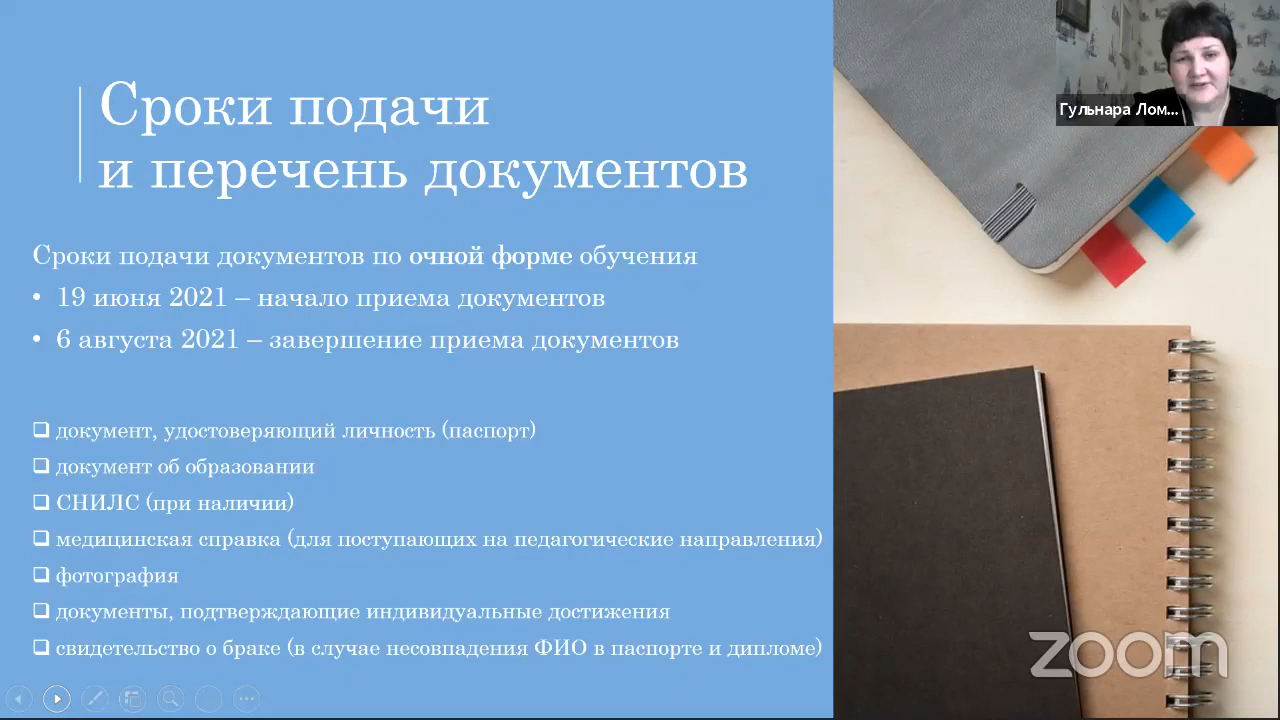 Сроки подачи
и перечень документов
Сроки подачи документов по очной форме обучения
• 19 июня 2021 – начало приема документов
• 6 августа 2021 – завершение приема документов
❑ документ, удостоверяющий личность (паспорт)
❑ документ об образовании
❑ СНИЛС (при наличии)
❑ медицинская справка (для поступающих на педагогические направления)
❑ фотография
❑ документы, подтверждающие индивидуальные достижения
❑ свидетельство о браке (в случае несовпадения ФИО в паспорте и дипломе)
Гульнара Лом...
zoom